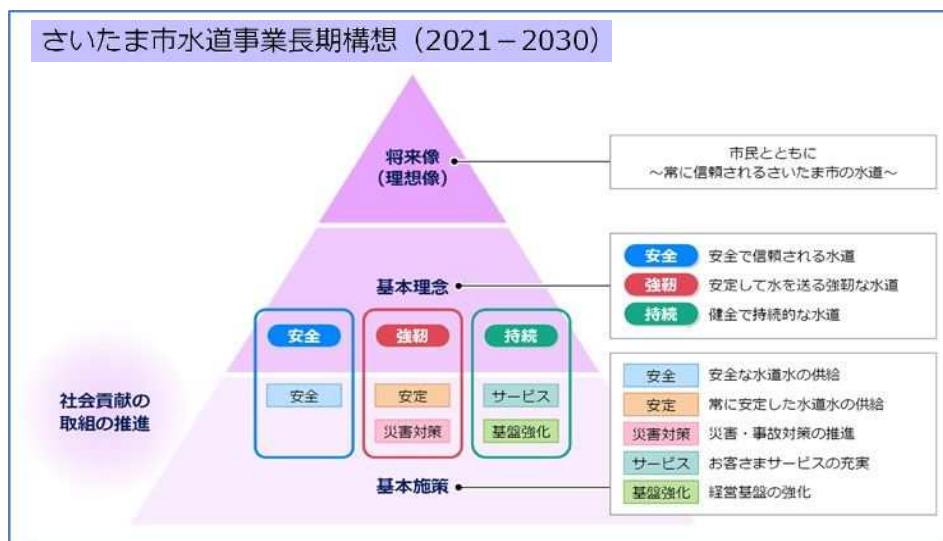 さいたま市水道事業長期構想（2021－2030）
将来像
(理想像)
市民とともに
～常に信頼されるさいたま市の水道～
基本理念
安全 安全で信頼される水道
強靭 安定して水を送る強靭な水道
持続 健全で持続的な水道
安全 強靭 持続
社会貢献の
取組の推進
安全 安定 サービス
災害対策 基盤強化
基本施策
安全 安全な水道水の供給
安定 常に安定した水道水の供給
災害対策 災害・事故対策の推進
サービス お客さまサービスの充実
基盤強化 経営基盤の強化